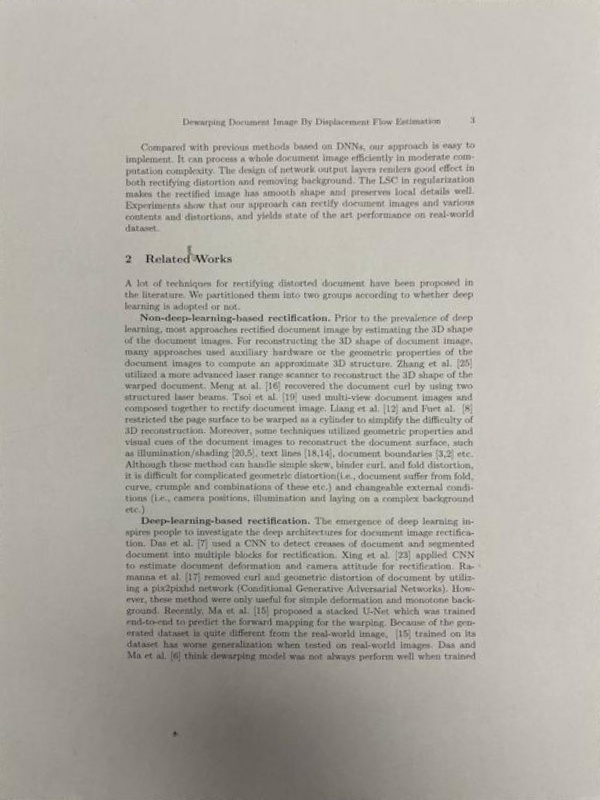 Dewarping Document Image By Displacement Flow Estimation 3
Compared with previous methods based on DNNs, our approach is easy to
implement. It can process a whole document image efficiently in moderate com-
putation complexity. The design of network output layers renders good effect in
both rectifying distortion and removing background. The LSC in regularization
makes the rectified image has smooth shape and preserves local details well.
Experiments show that our approach can rectify document images and various
contents and distortions, and yields state of the art performance on real-world
dataset.
2 Related Works
A lot of techniques for rectifying distorted document have been proposed in
the literature. We partitioned them into two groups according to whether deep
learning is adopted or not.
Non-deep-learning-based rectification. Prior to the prevalence of deep
learning, most approaches rectified document image by estimating the 3D shape
of the document images. For reconstructing the 3D shape of document image,
many approaches used auxiliary hardware or the geometric properties of the
document images to compute an approximate 3D structure. Zhang et al. [25]
utilized a more advanced laser range scanner to reconstruct the 3D shape of the
warped document. Meng at al. [16] recovered the document curl by using two
structured laser beams. Tsoi et al. [19] used multi-view document images and
composed together to rectify document image. Liang et al. [12] and Fuet al. [8]
restricted the page surface to be warped as a cylinder to simplify the difficulty of
3D reconstruction. Moreover, some techniques utilized geometric properties and
visual cues of the document images to reconstruct the document surface, such
as illumination/shading [20,5], text lines [18,14], document boundaries [3,2] etc.
Although these method can handle simple skew, binder curl, and fold distortion,
it is difficult for complicated geometric distortion(i.e., document suffer from fold,
curve, crumple and combinations of these etc.) and changeable external condi-
tions (i.e., camera positions, illumination and laying on a complex background
etc.)
Deep-learning-based rectification. The emergence of deep learning in-
spires people to investigate the deep architectures for document image rectifica-
tion. Das et al. [7] used a CNN to detect creases of document and segmented
document into multiple blocks for rectification. Xing et al. [23] applied CNN
to estimate document deformation and camera attitude for rectification. Ra-
manna et al. [17] removed curl and geometric distortion of document by utiliz-
ing a pix2pixhd network (Conditional Generative Adversarial Networks). How-
ever, these method were only useful for simple deformation and monotone back-
ground. Recently, Ma et al. [15] proposed a stacked U-Net which was trained
end-to-end to predict the forward mapping for the warping. Because of the gen-
erated dataset is quite different from the real-world image, [15] trained on its
dataset has worse generalization when tested on real-world images. Das and
Ma et al. [6] think dewarping model was not always perform well when trained